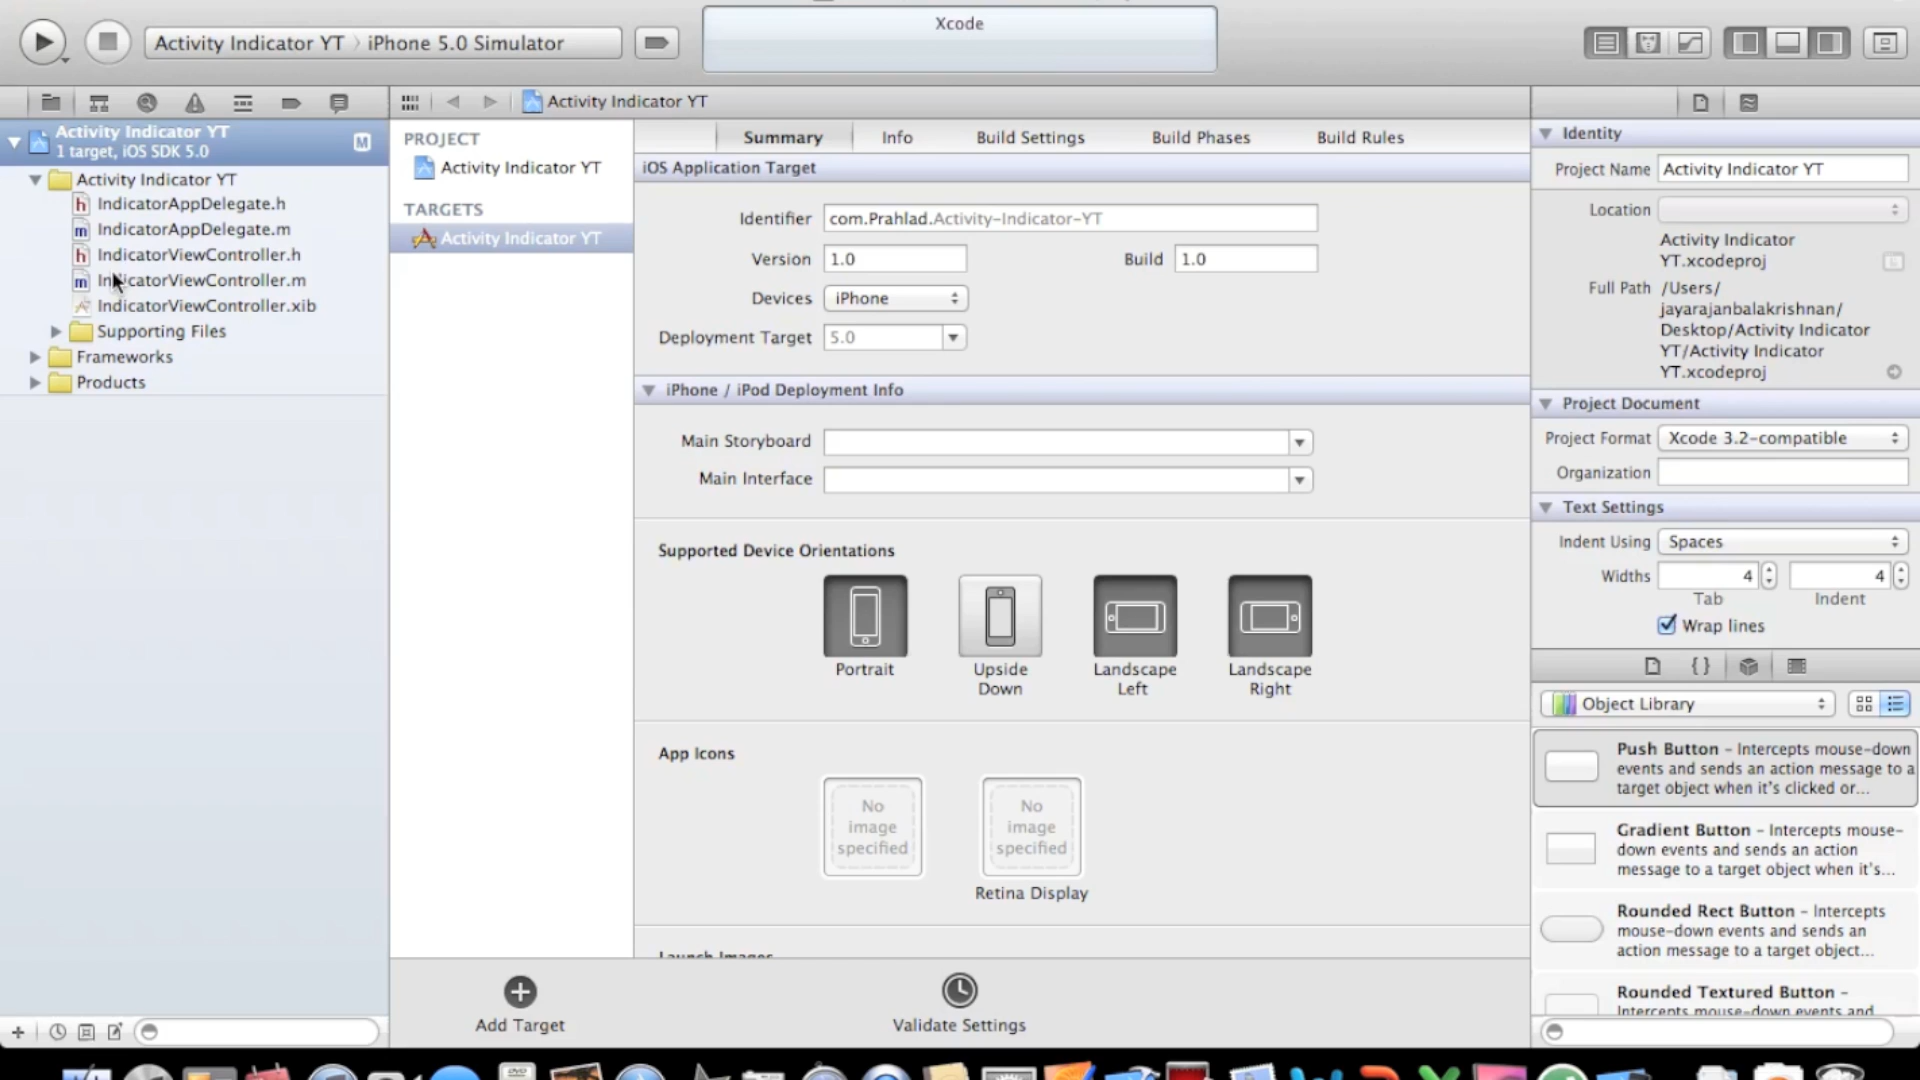 Xcode
Activity Indicator YT
iPhone 5.0 Simulator
Activity Indicator YT
1 target, iOS SDK 5.0
M
Activity Indicator YT
h IndicatorAppDelegate.h
m IndicatorAppDelegate.m
h IndicatorViewController.h
m IndicatorViewController.m
IndicatorViewController.xib
Supporting Files
Frameworks
Products
Activity Indicator YT
PROJECT
Activity Indicator YT
TARGETS
Activity Indicator YT
Summary
Info
Build Settings
Build Phases
Build Rules
iOS Application Target
Identifier com.Prahlad.Activity-Indicator-YT
Version 1.0
Build 1.0
Devices iPhone
Deployment Target 5.0
iPhone / iPod Deployment Info
Main Storyboard
Main Interface
Supported Device Orientations
Portrait
Upside
Down
Landscape
Left
Landscape
Right
App Icons
No
image
specified
No
image
specified
Retina Display
Launch Images
Add Target
Validate Settings
Identity
Project Name Activity Indicator YT
Location
Activity Indicator
YT.xcodeproj
Full Path /Users/
jayarajanbalakrishnan/
Desktop/Activity Indicator
YT/Activity Indicator
YT.xcodeproj
Project Document
Project Format Xcode 3.2-compatible
Organization
Text Settings
Indent Using Spaces
Widths 4 4
Tab Indent
Wrap lines
{ }
Object Library
Push Button - Intercepts mouse-down
events and sends an action message to a
target object when it's clicked or...
Gradient Button - Intercepts mouse-
down events and sends an action
message to a target object when it's...
Rounded Rect Button - Intercepts
mouse-down events and sends an
action message to a target object...
Rounded Textured Button -
Intercepts mouse-down events and